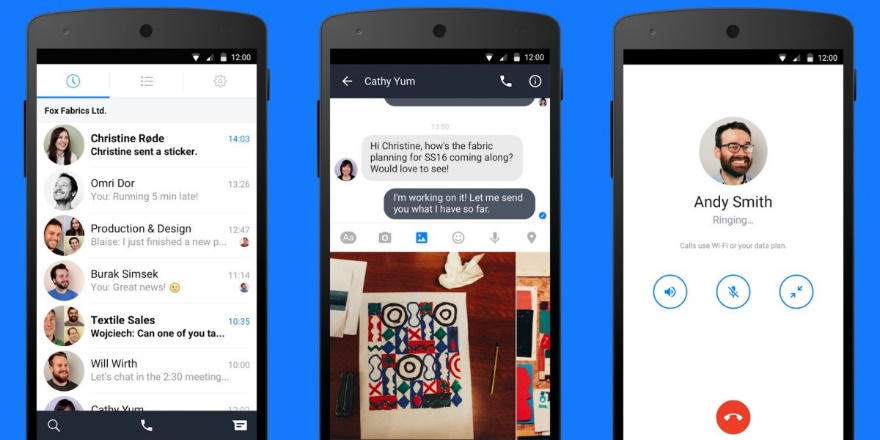 12:00
Fox Fabrics Ltd.
Christine Røde 14:03
Christine sent a sticker.
Omri Dor 13:26
You: Running 5 min late!
Production & Design 12:47
Blaise: I just finished a new p...
Burak Simsek 11:14
You: Great news!
Textile Sales 10:35
Wojciech: Can one of you ta...
Will Wirth 10:00
Let's chat in the 2:30 meeting...
Cathy Yum
12:00
Cathy Yum
13:50
Hi Christine, how's the fabric
planning for SS16 coming along?
Would love to see!
I'm working on it! Let me send
you what I have so far.
Aa
12:00
Andy Smith
Ringing...
Calls use Wi-Fi or your data plan.